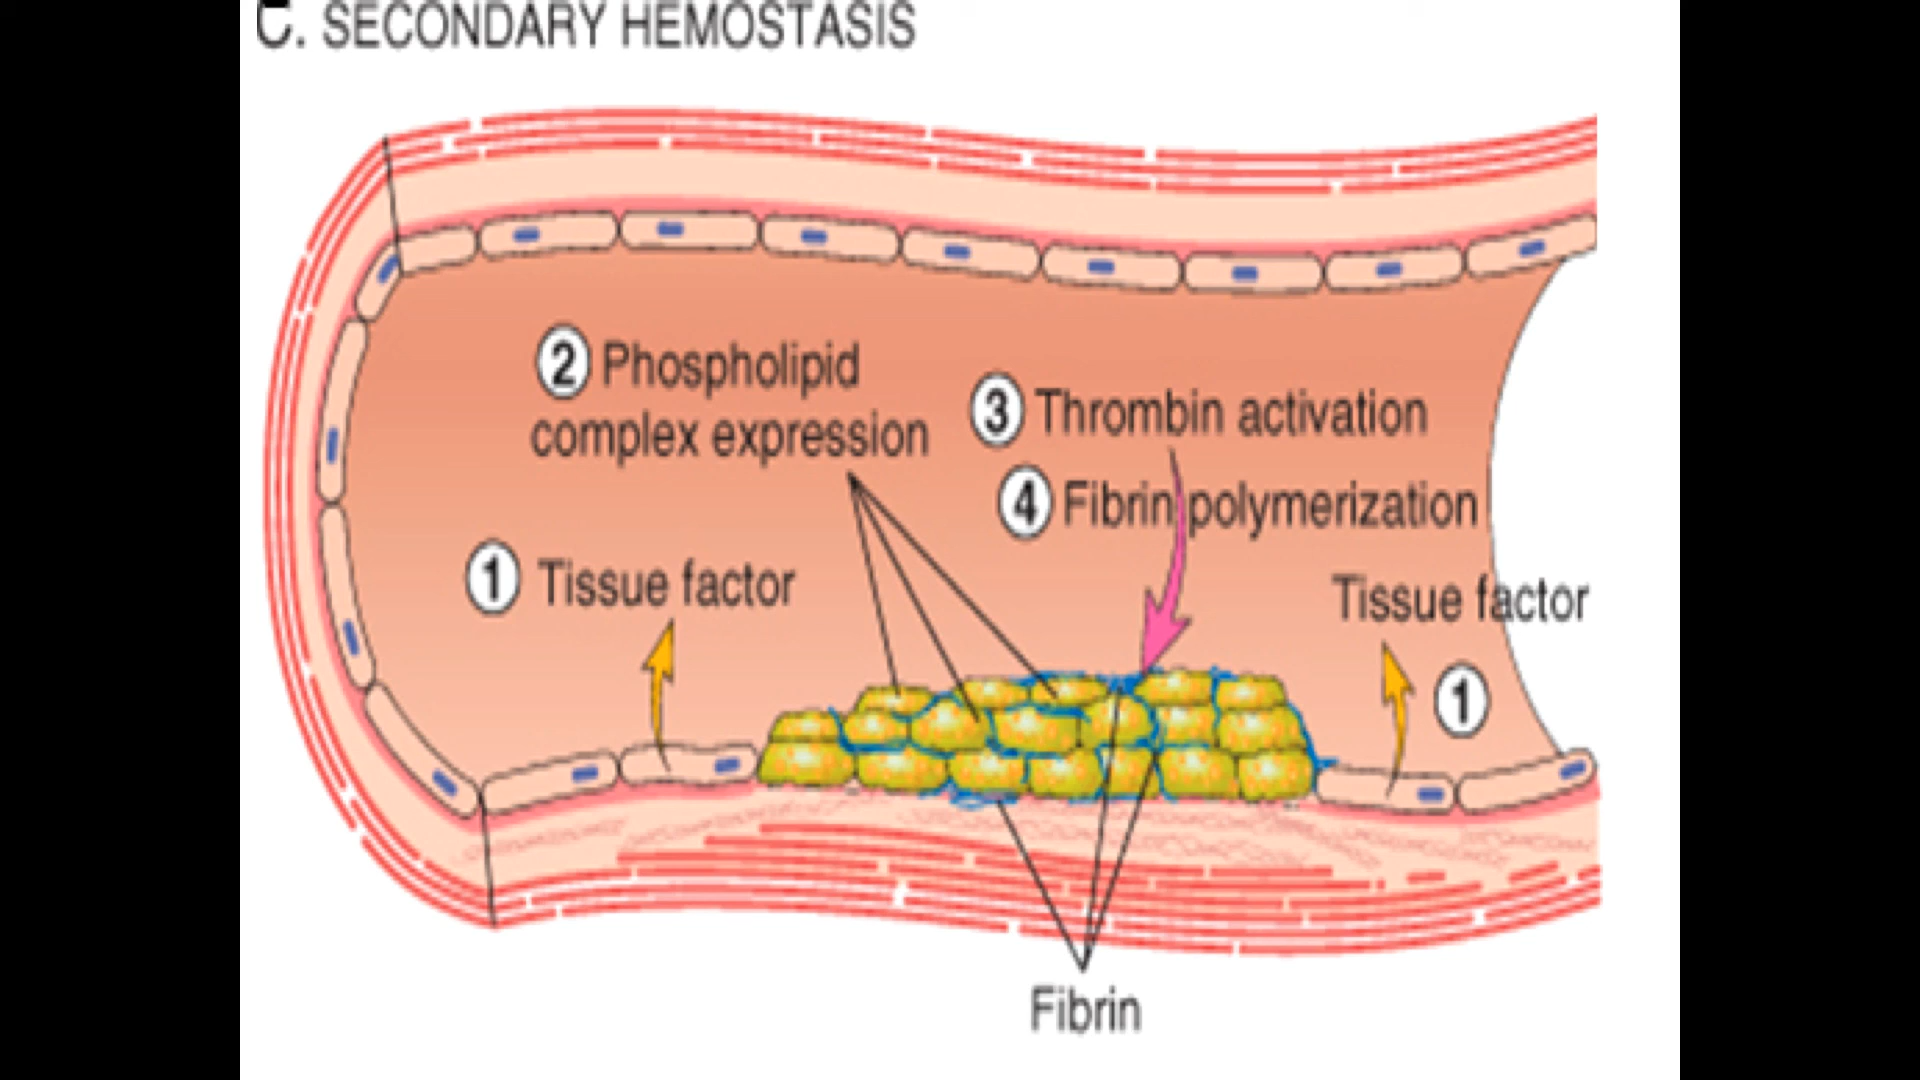 C. SECONDARY HEMOSTASIS
2 Phospholipid
complex expression
3 Thrombin activation
4 Fibrin polymerization
1 Tissue factor
Tissue factor
1
Fibrin